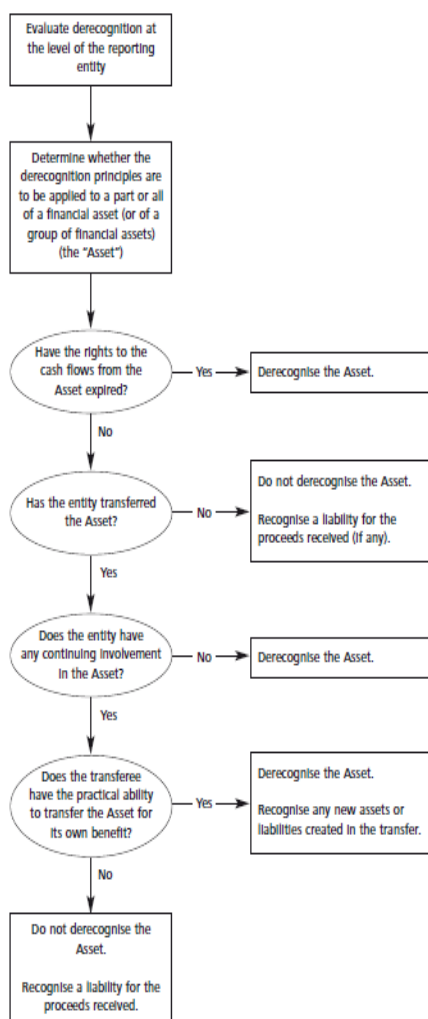 Evaluate derecognition at
the level of the reporting
entity
Determine whether the
derecognition principles are
to be applied to a part or all
of a financial asset (or of a
group of financial assets)
(the "Asset")
Have the rights to the
cash flows from the
Asset expired?
Yes
Derecognise the Asset.
No
Has the entity transferred
the Asset?
No
Do not derecognise the Asset.
Recognise a liability for the
proceeds received (if any).
Yes
Does the entity have
any continuing involvement
in the Asset?
No
Derecognise the Asset.
Yes
Does the transferee
have the practical ability
to transfer the Asset for
its own benefit?
Yes
Derecognise the Asset.
Recognise any new assets or
liabilities created in the transfer.
No
Do not derecognise the
Asset.
Recognise a liability for the
proceeds received.